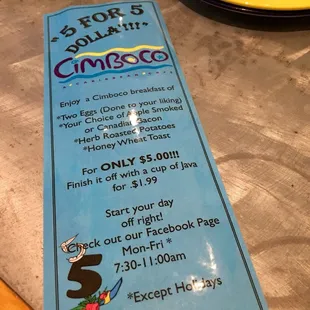 "5 FOR 5
DOLLA'!!!"
CIMBOCO
Enjoy a Cimboco breakfast of
*Two Eggs (Done to your liking)
*Your Choice of Apple Smoked
or Canadian Bacon
*Herb Roasted Potatoes
*Honey Wheat Toast
For ONLY $5.00!!!
Finish it off with a cup of Java
for .$1.99
Start your day
off right!
Check out our Facebook Page
Mon-Fri *
7:30-11:00am
5
*Except Holidays